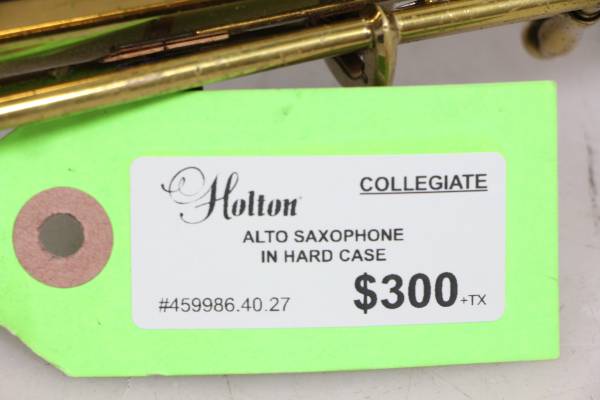 Holton
COLLEGIATE
ALTO SAXOPHONE
IN HARD CASE
#459986.40.27
$300+TX